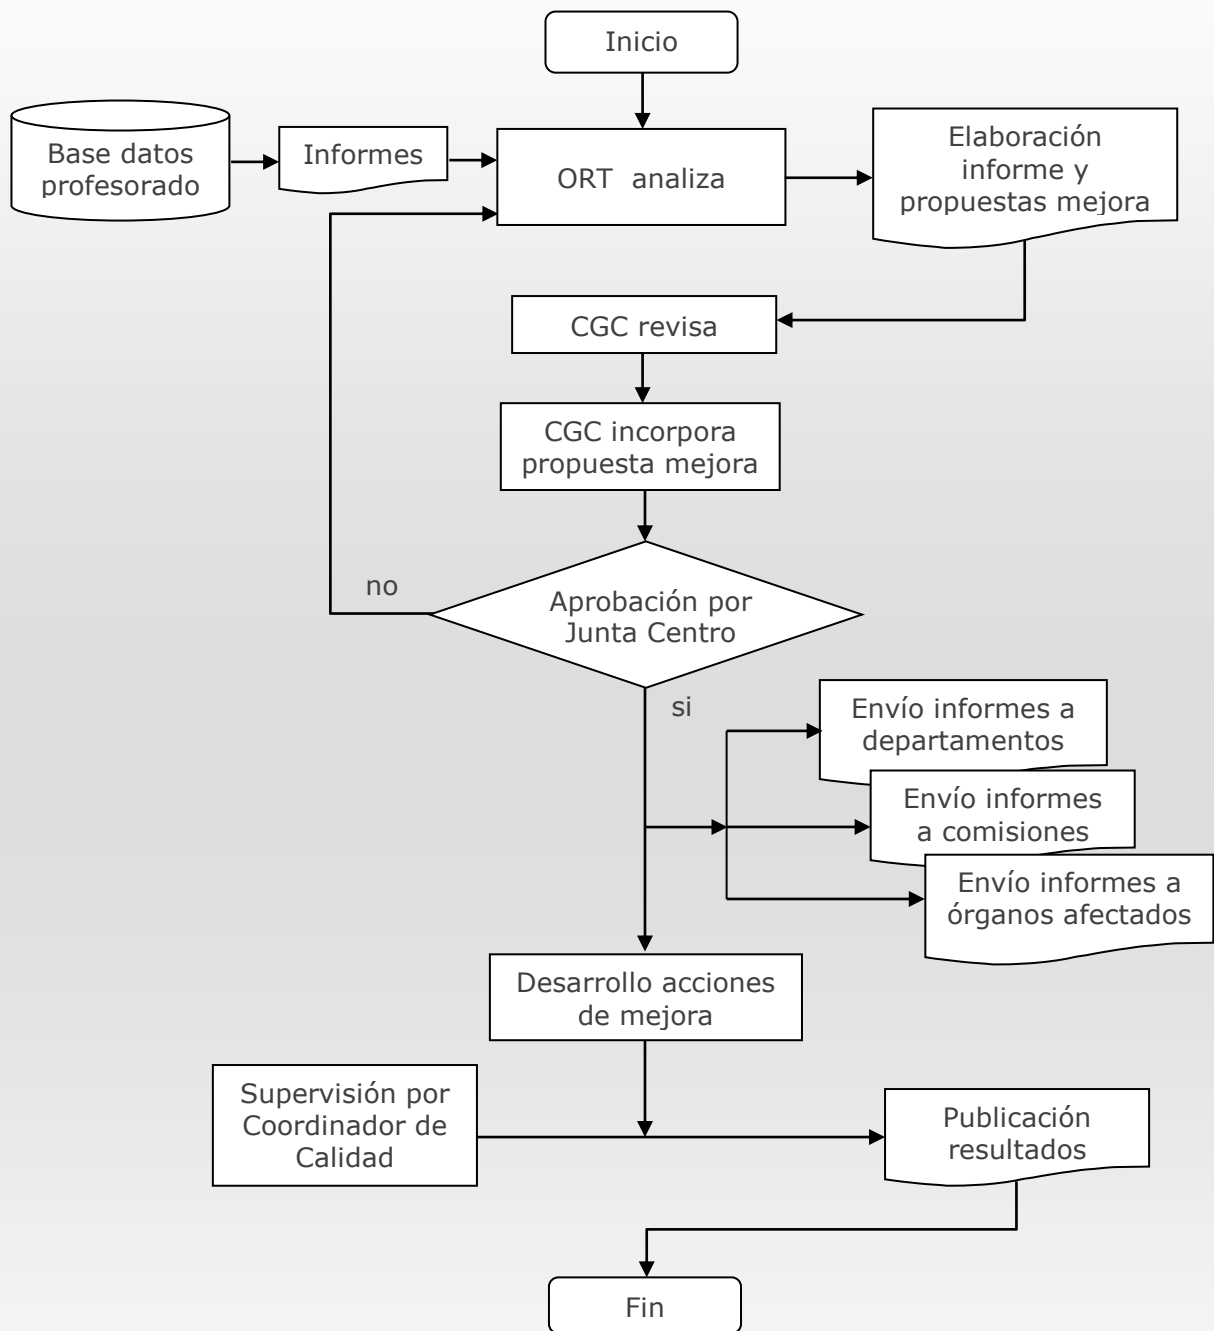 Inicio
Base datos
profesorado
Informes
ORT analiza
Elaboración
informe y
propuestas mejora
CGC revisa
CGC incorpora
propuesta mejora
no
Aprobación por
Junta Centro
si
Envío informes a
departamentos
Envío informes
a comisiones
Envío informes a
órganos afectados
Desarrollo acciones
de mejora
Supervisión por
Coordinador de
Calidad
Publicación
resultados
Fin